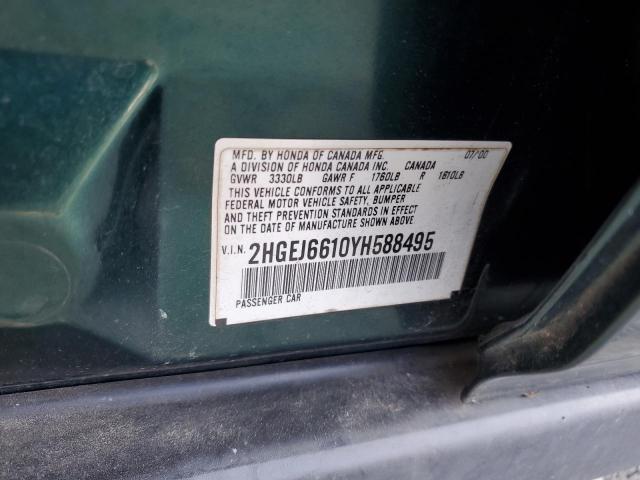 MFD. BY HONDA OF CANADA MFG. 07/00
A DIVISION OF HONDA CANADA INC. CANADA
GVWR 3330LB GAWR F 1760LB R 1610LB
THIS VEHICLE CONFORMS TO ALL APPLICABLE
FEDERAL MOTOR VEHICLE SAFETY, BUMPER
AND THEFT PREVENTION STANDARDS IN EFFECT
ON THE DATE OF MANUFACTURE SHOWN ABOVE.
V.I.N. 2HGEJ6610YH588495
PASSENGER CAR